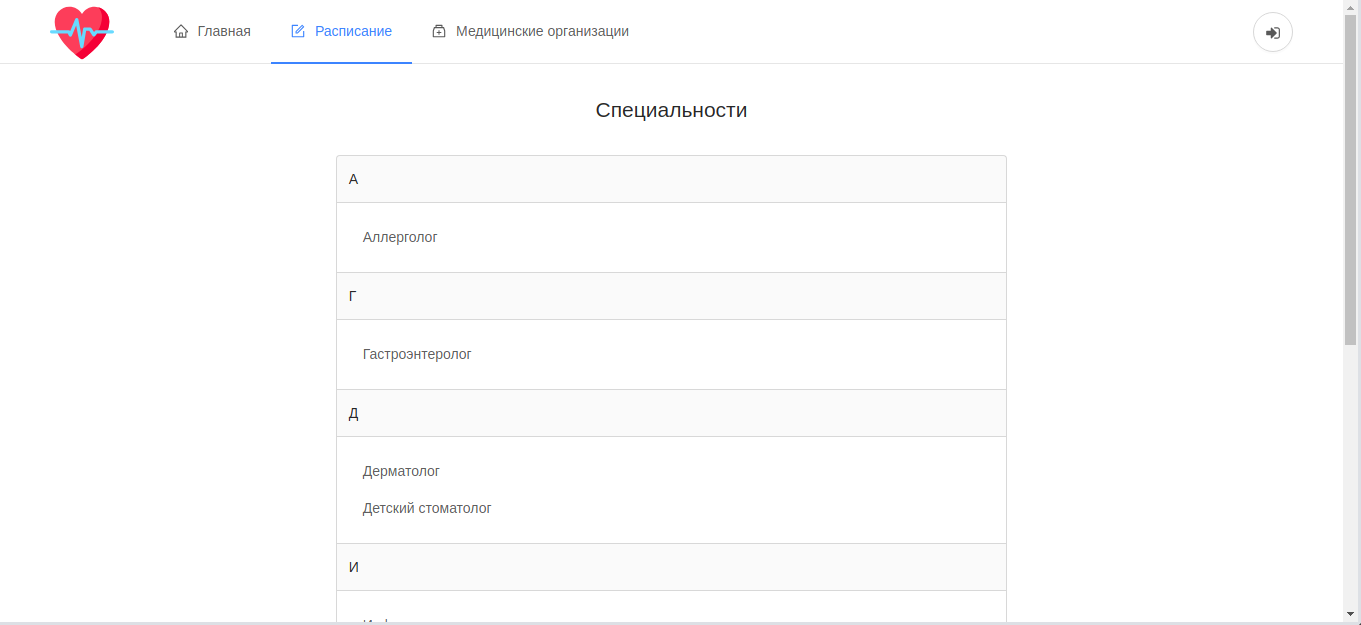 Главная Расписание Медицинские организации
Специальности
А
Аллерголог
Г
Гастроэнтеролог
Д
Дерматолог
Детский стоматолог
И